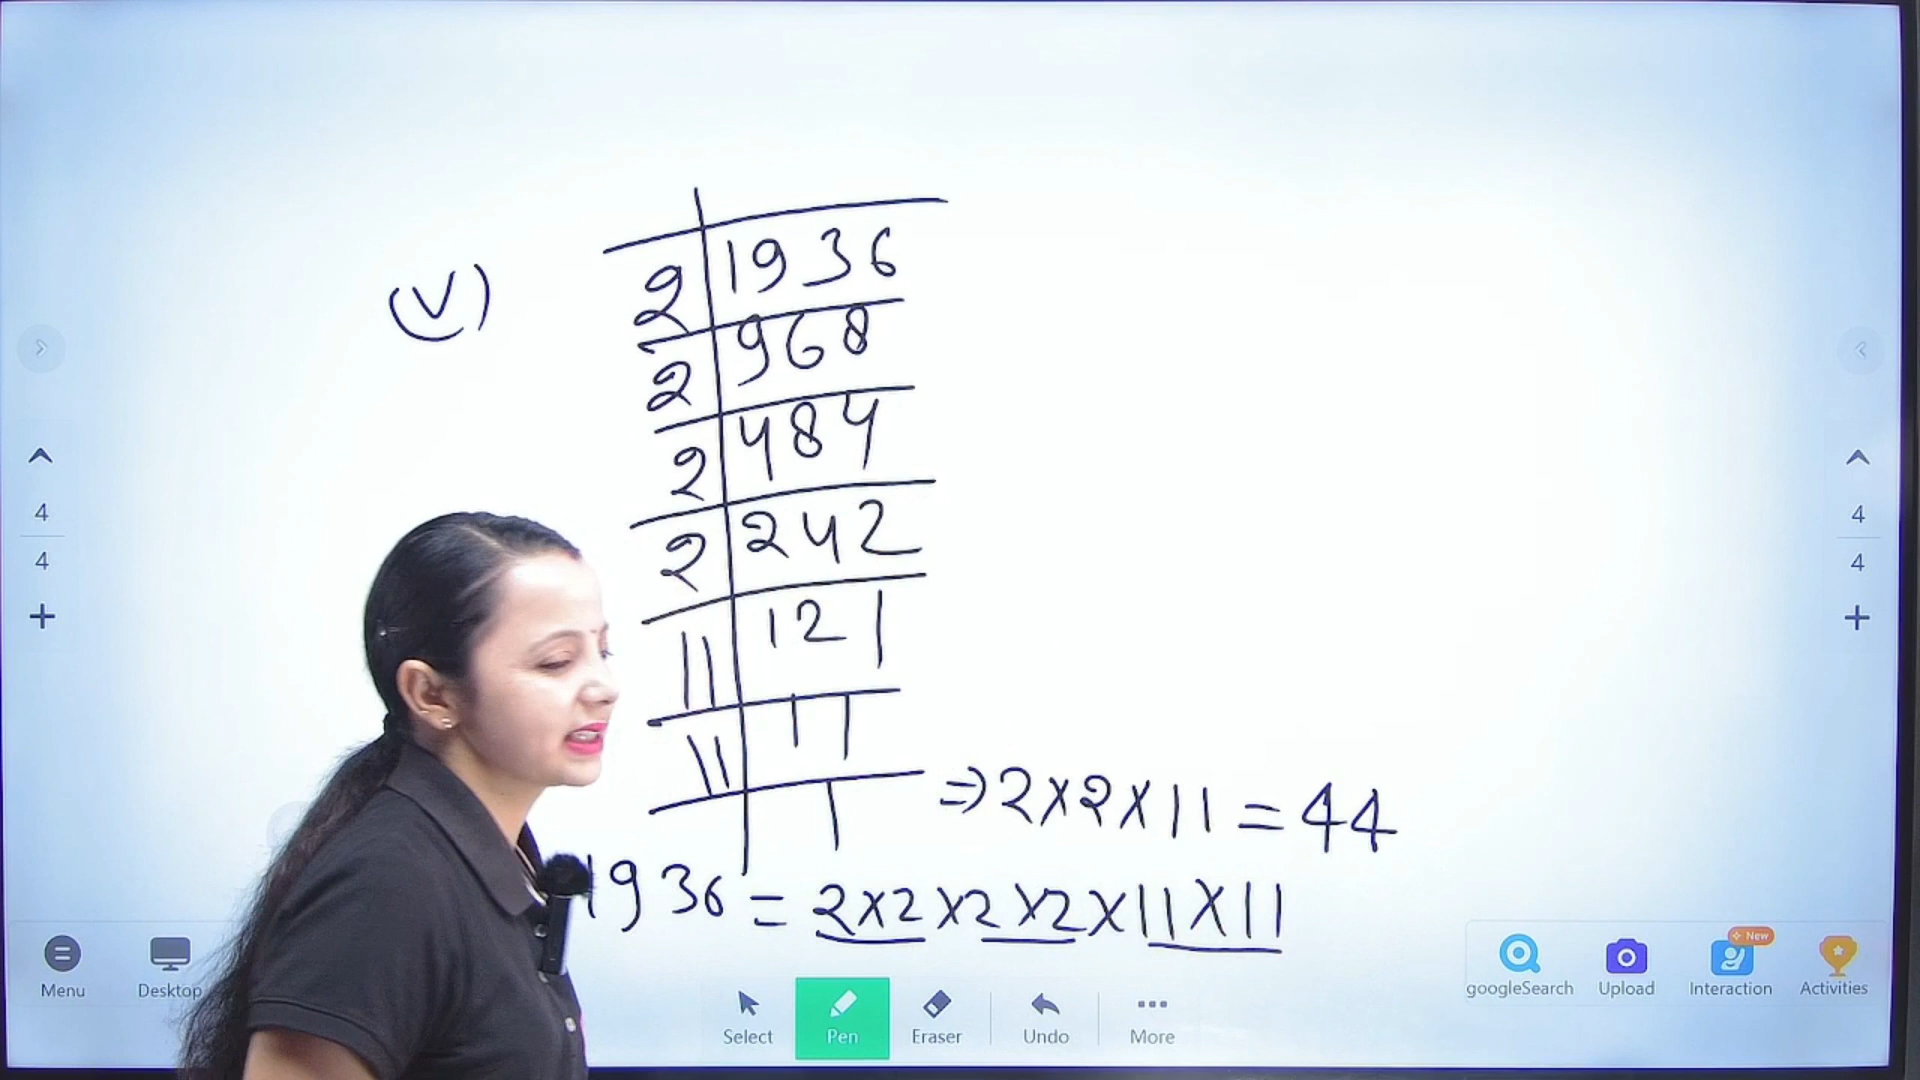 (V)
2 | 1936
2 | 968
2 | 484
2 | 242
11 | 121
11 | 11
1
⇒ 2×2×11 = 44
1936 = 2×2×2×2×11×11
4
4
4
4
Menu
Desktop
Select
Pen
Eraser
Undo
More
googleSearch
Upload
New
Interaction
Activities